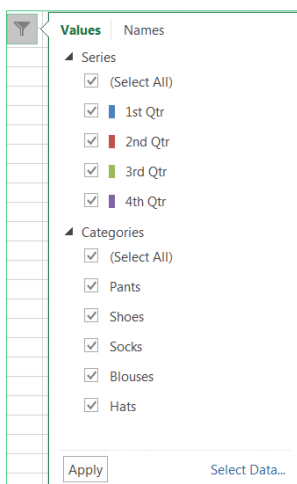 Values Names
Series
(Select All)
1st Qtr
2nd Qtr
3rd Qtr
4th Qtr
Categories
(Select All)
Pants
Shoes
Socks
Blouses
Hats
Apply Select Data...